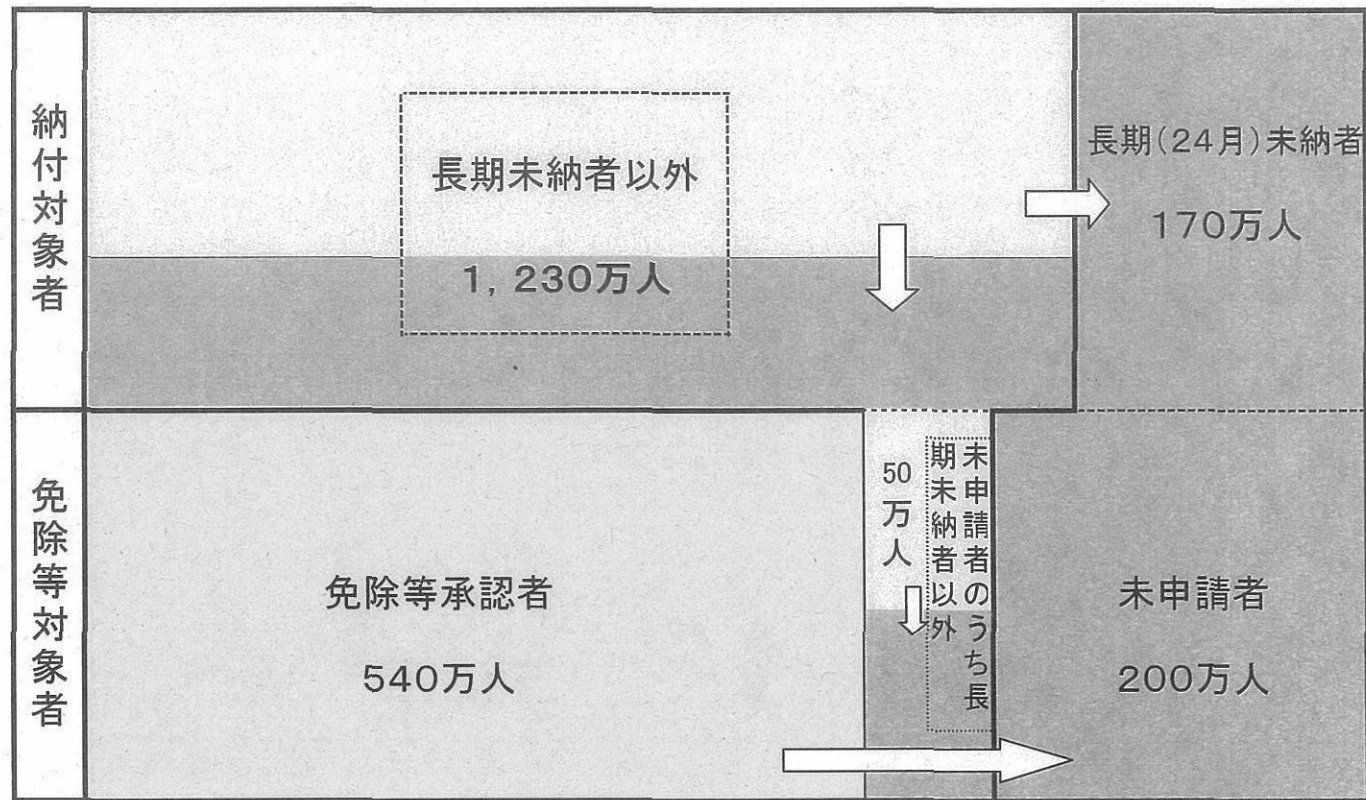 納付対象者
長期未納者以外
1,230万人
長期(24月)未納者
170万人
免除等対象者
免除等承認者
540万人
50万人
未申請者のうち長
期未納者以外
未申請者
200万人